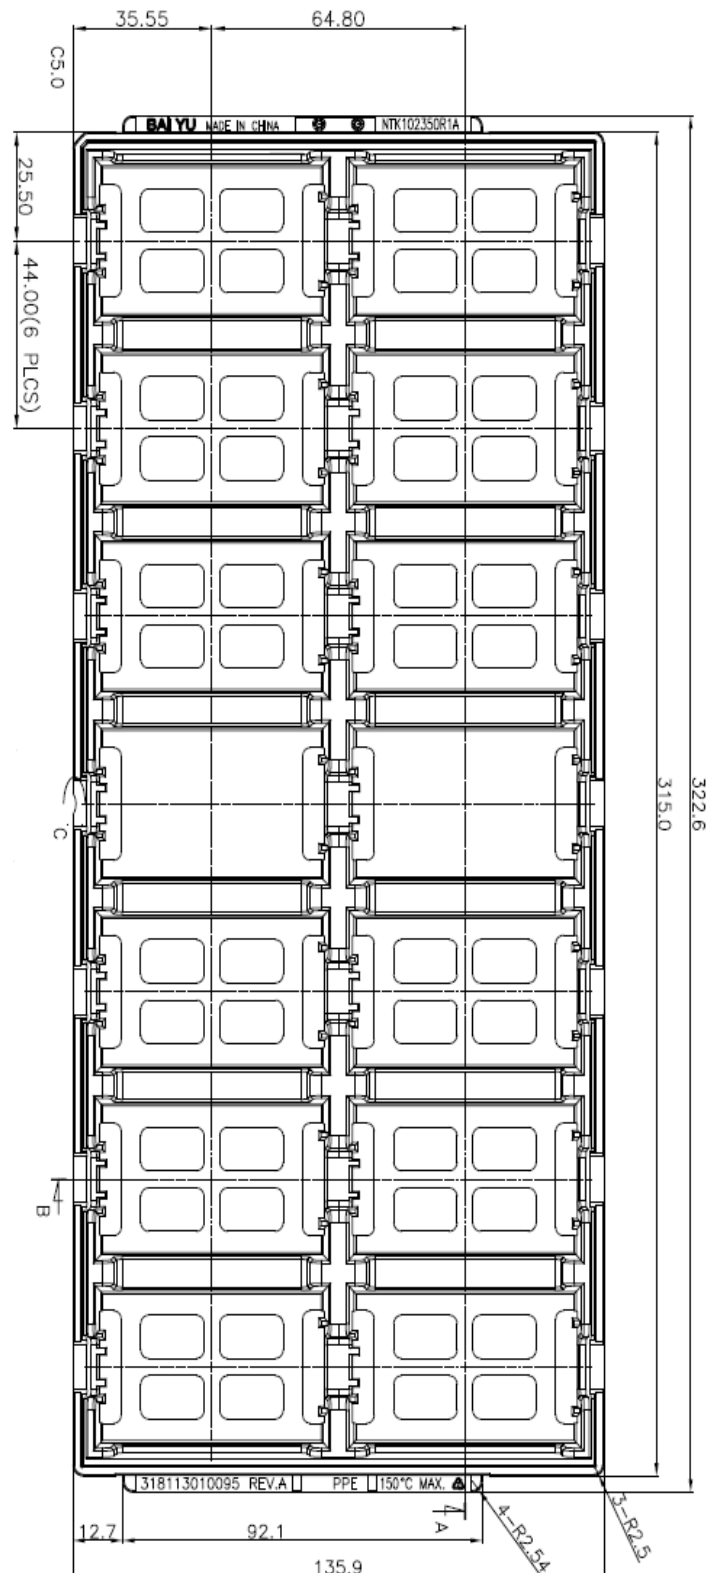 35.55
64.80
C5.0
BAI YU MADE IN CHINA
NTK102350R1A
25.50
44.00(6 PLCS)
315.0
322.6
C
B
318113010095 REV.A
PPE
150°C MAX.
A
4-R2.54
3-R2.5
12.7
92.1
135.9